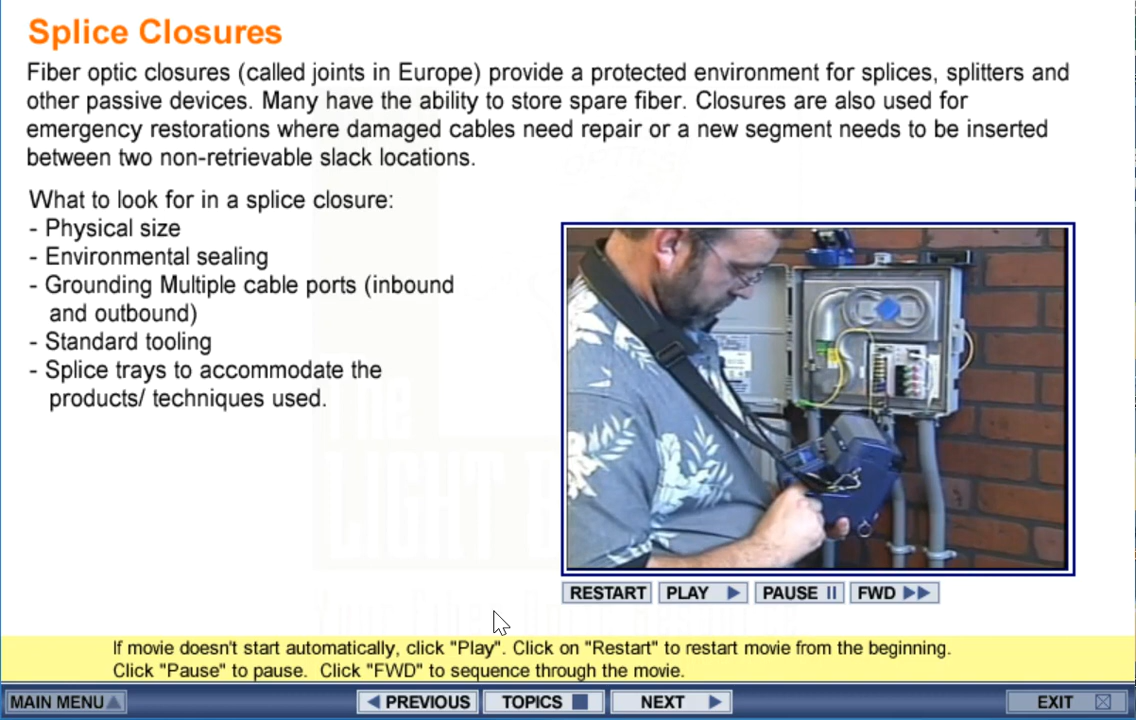 Splice Closures
Fiber optic closures (called joints in Europe) provide a protected environment for splices, splitters and
other passive devices. Many have the ability to store spare fiber. Closures are also used for
emergency restorations where damaged cables need repair or a new segment needs to be inserted
between two non-retrievable slack locations.
What to look for in a splice closure:
- Physical size
- Environmental sealing
- Grounding Multiple cable ports (inbound
and outbound)
- Standard tooling
- Splice trays to accommodate the
products/ techniques used.
The
LIGHT B
RESTART PLAY PAUSE FWD
If movie doesn't start automatically, click "Play". Click on "Restart" to restart movie from the beginning.
Click "Pause" to pause. Click "FWD" to sequence through the movie.
MAIN MENU PREVIOUS TOPICS NEXT EXIT